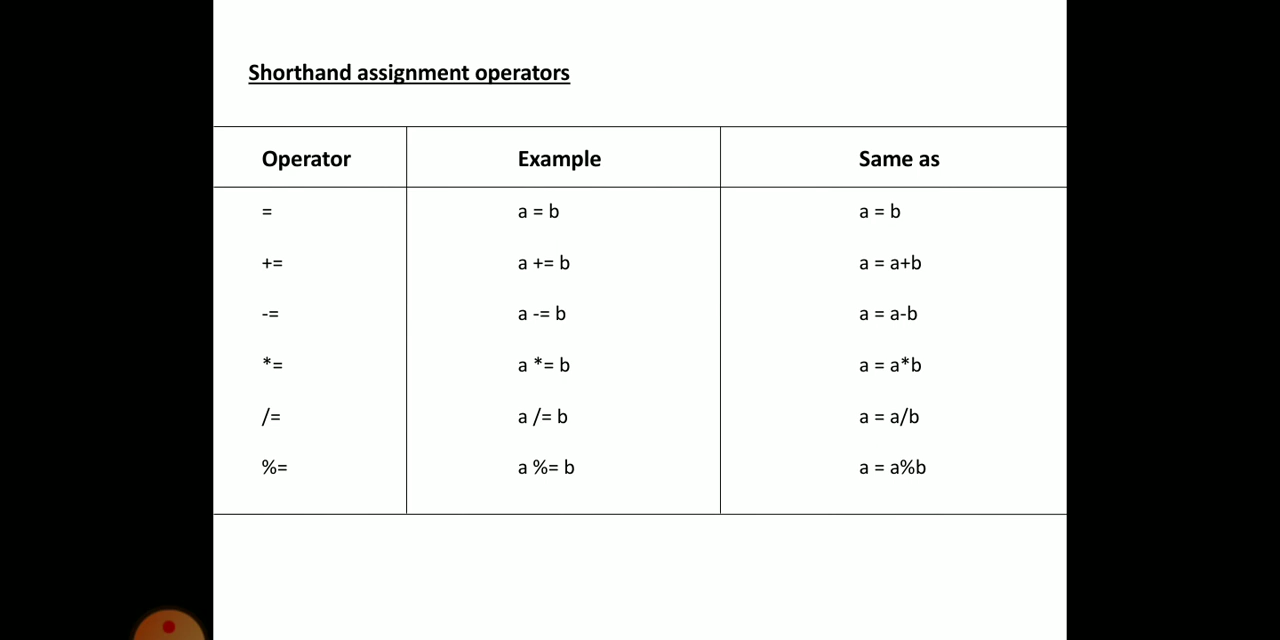 Shorthand assignment operators
Operator Example Same as
= a = b a = b
+= a += b a = a+b
-= a -= b a = a-b
*= a *= b a = a*b
/= a /= b a = a/b
%= a %= b a = a%b